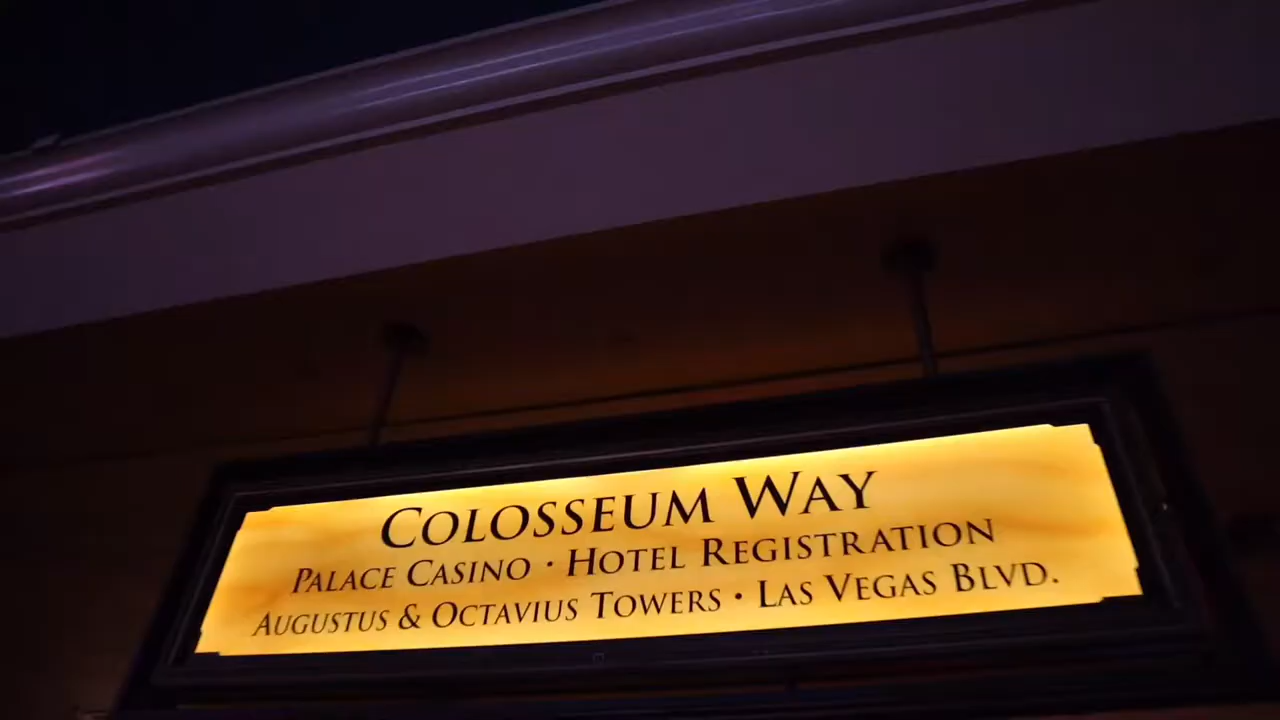 Colosseum Way
Palace Casino · Hotel Registration
Augustus & Octavius Towers · Las Vegas Blvd.